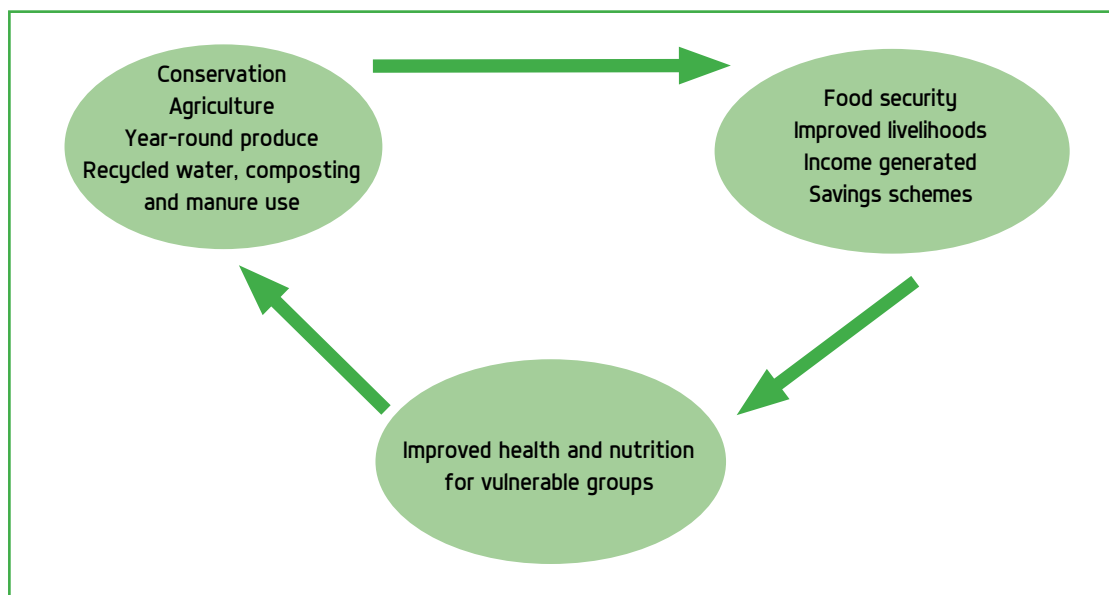 Conservation
Agriculture
Year-round produce
Recycled water, composting
and manure use
Food security
Improved livelihoods
Income generated
Savings schemes
Improved health and nutrition
for vulnerable groups